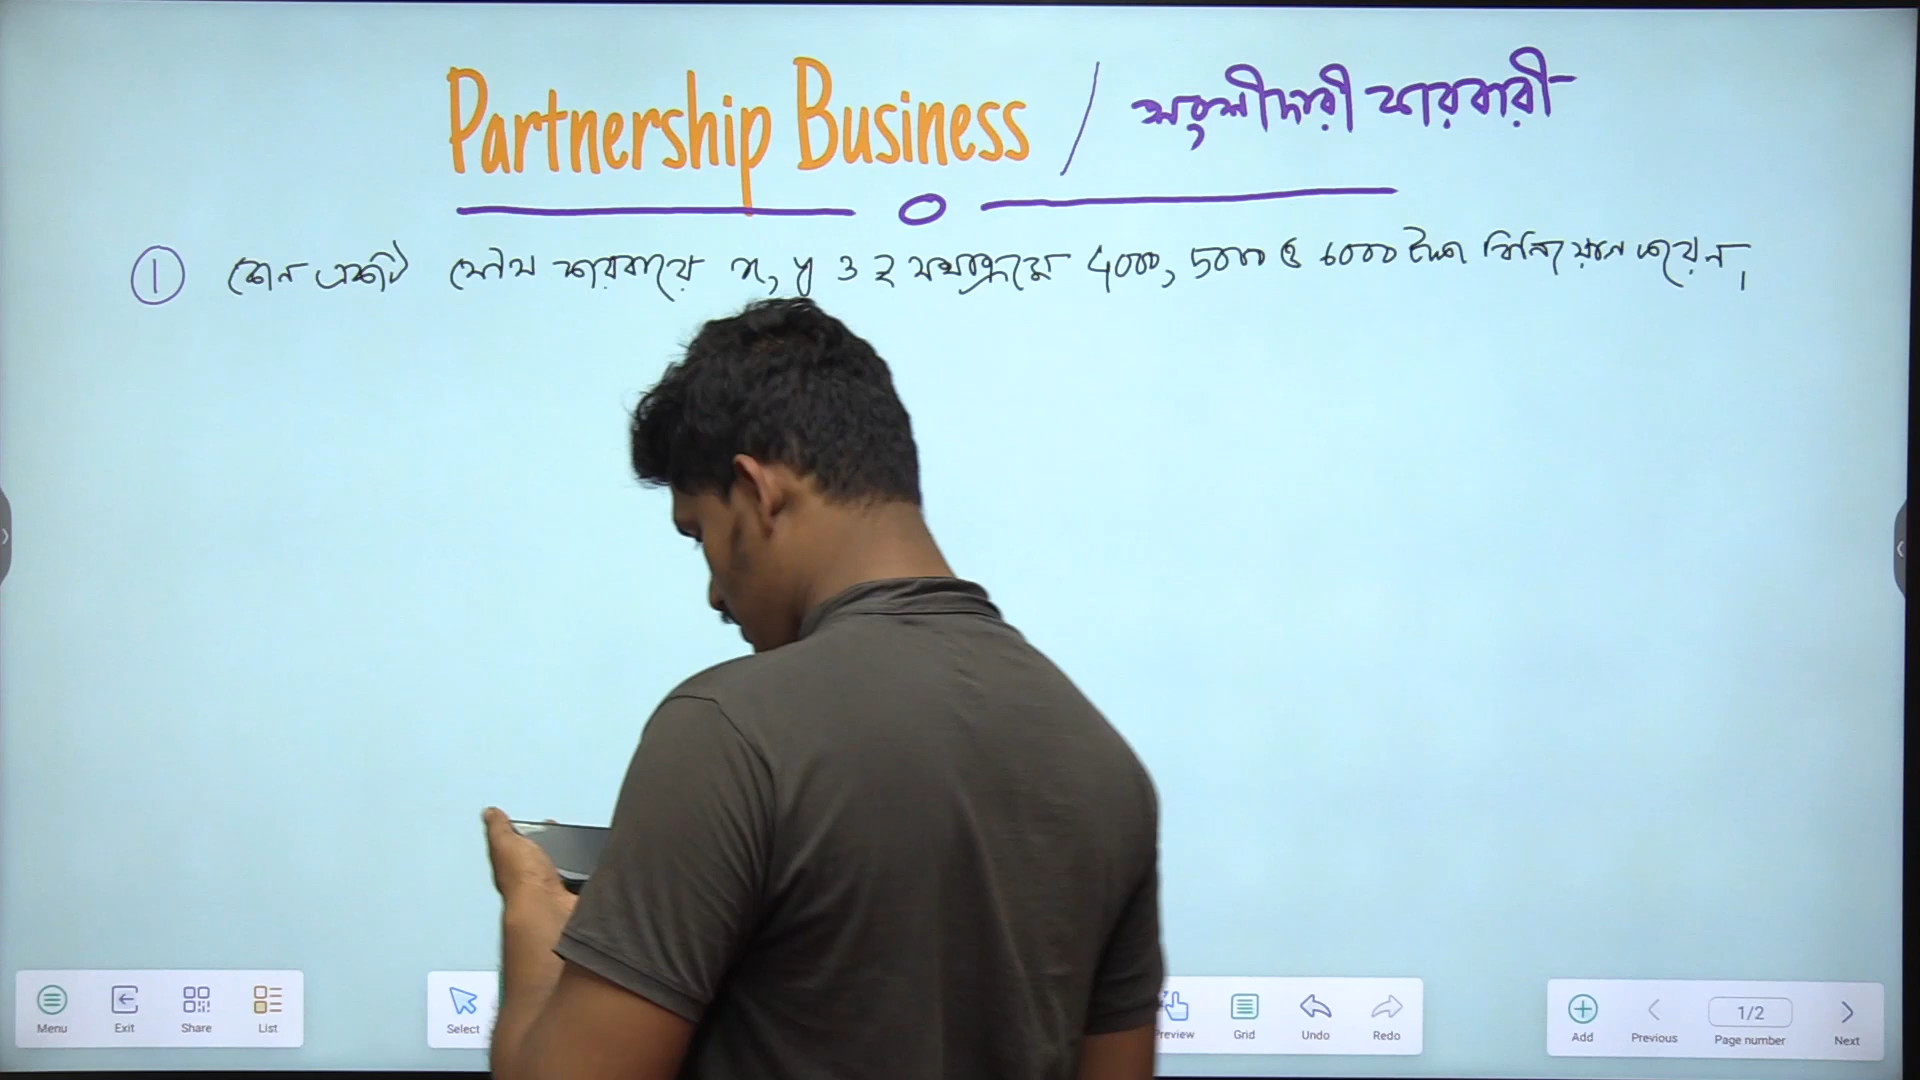 Partnership Business / অংশীদারী কারবারী
① কোন একটি যৌথ কারবারে x, y ও z যথাক্রমে 4000, 5000 ও 6000 টাকা বিনিয়োগ করেন।
Menu Exit Share List Select Preview Grid Undo Redo Add Previous 1/2 Page number Next